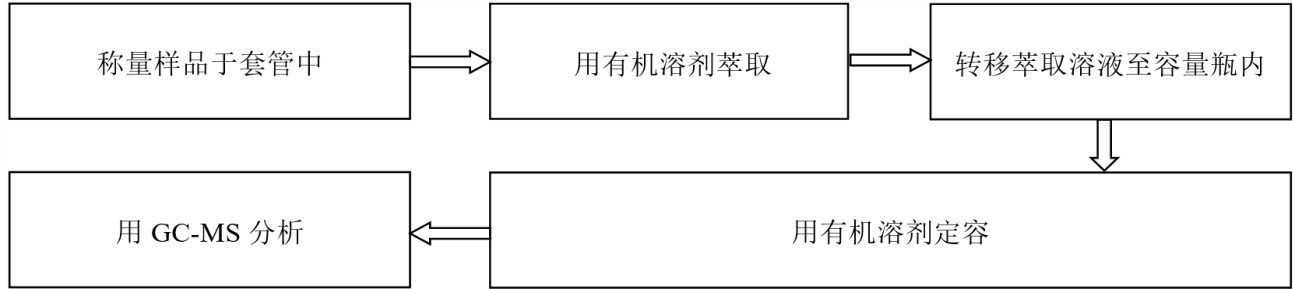 称量样品于套管中
用有机溶剂萃取
转移萃取溶液至容量瓶内
用有机溶剂定容
用 GC-MS 分析